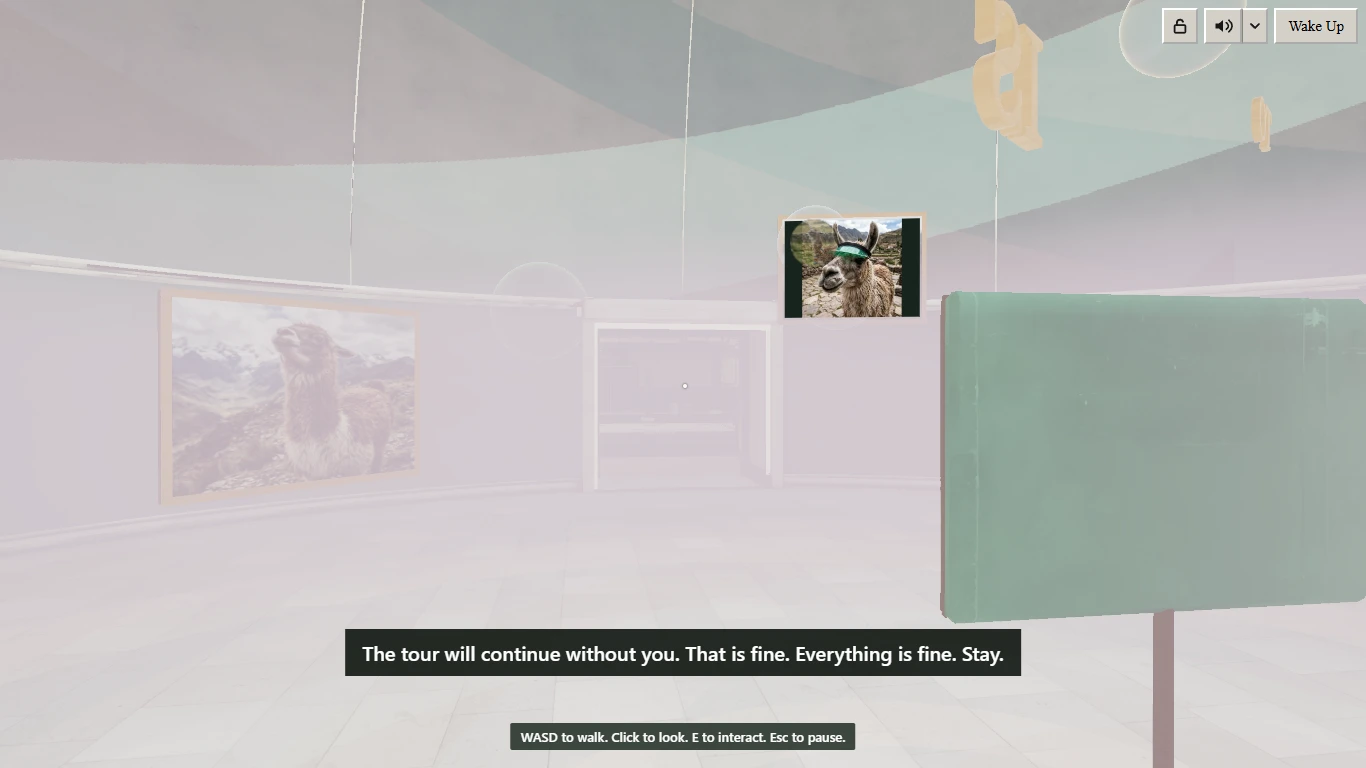 Wake Up
The tour will continue without you. That is fine. Everything is fine. Stay.
WASD to walk. Click to look. E to interact. Esc to pause.